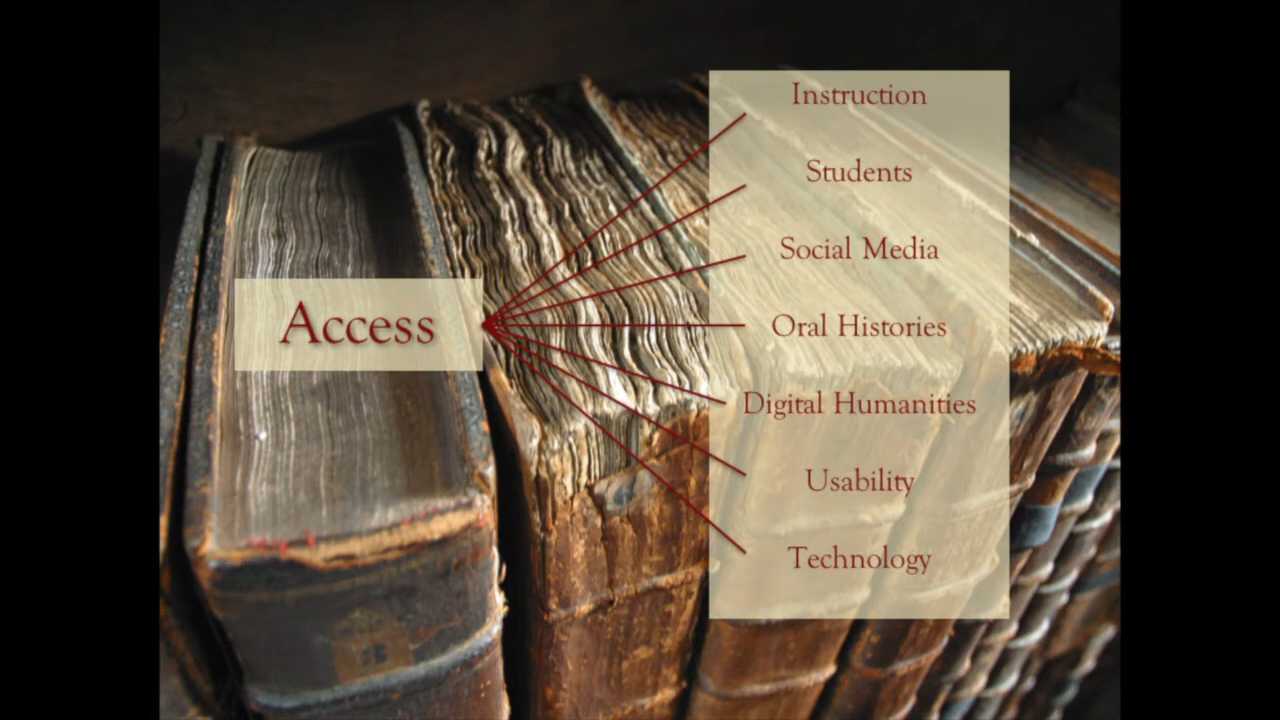 Access
Instruction
Students
Social Media
Oral Histories
Digital Humanities
Usability
Technology